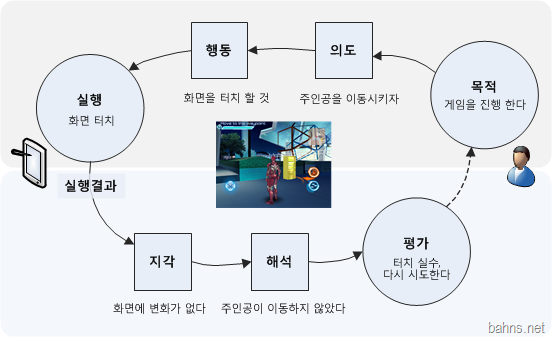 행동
의도
목적
게임을 진행 한다
실행
화면 터치
화면을 터치 할 것
주인공을 이동시키자
실행결과
지각
해석
평가
터치 실수,
다시 시도한다
화면에 변화가 없다
주인공이 이동하지 않았다
bahns.net